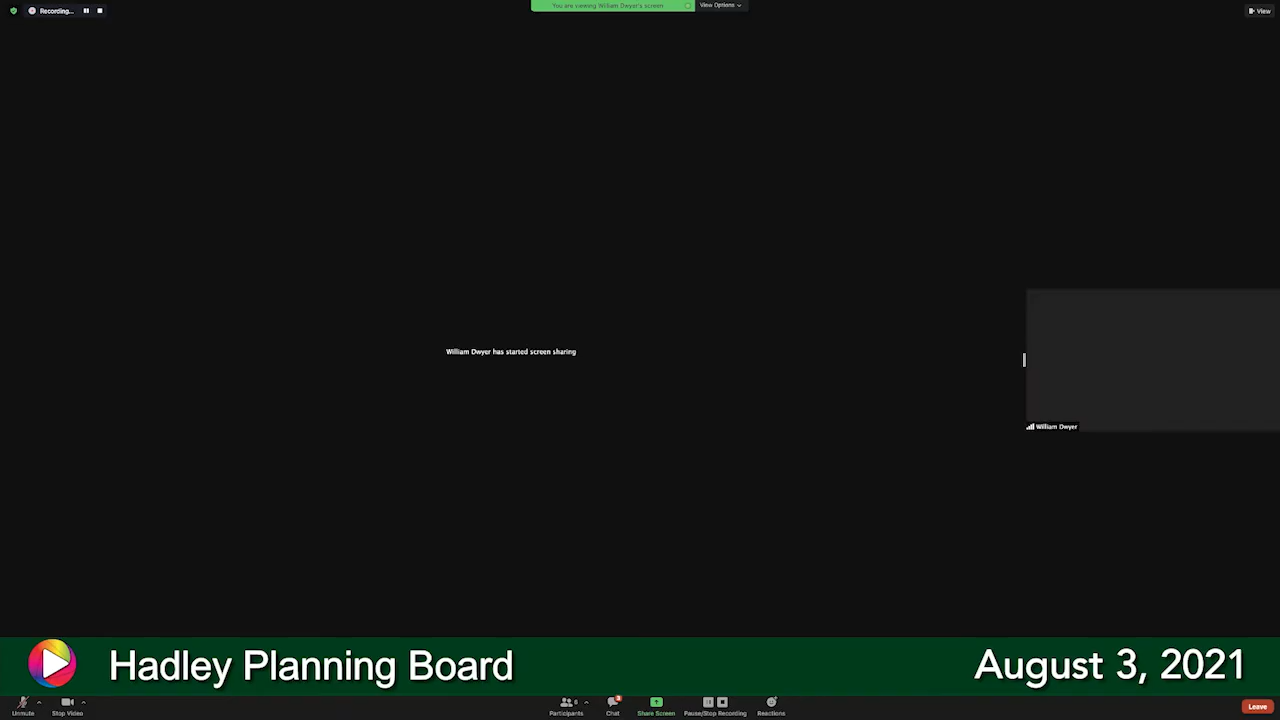 Recording...
You are viewing William Dwyer's screen
View Options
View
William Dwyer has started screen sharing
William Dwyer
Hadley Planning Board
August 3, 2021
Unmute
Stop Video
Participants
Chat
Share Screen
Pause/Stop Recording
Reactions
Leave